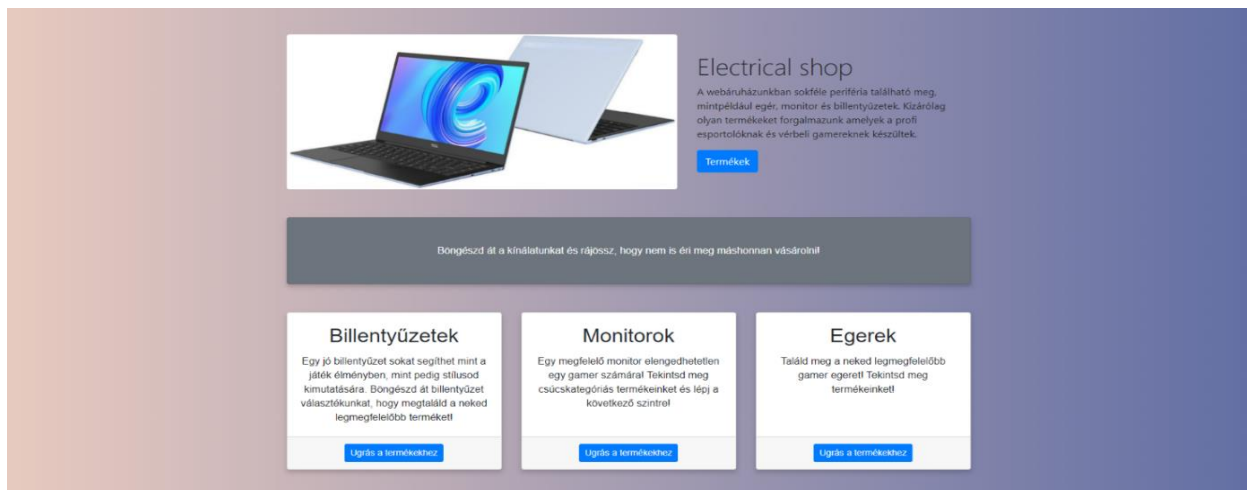 Electrical shop
A webáruházunkban sokféle periféria található meg,
mintpéldául egér, monitor és billentyűzetek. Kizárólag
olyan termékeket forgalmazunk amelyek a profi
esportolóknak és vérbeli gamereknek készültek.
Termékek
Böngészd át a kínálatunkat és rájössz, hogy nem is éri meg máshonnan vásárolni!
Billentyűzetek
Egy jó billentyűzet sokat segíthet mint a
játék élményben, mint pedig stílusod
kimutatására. Böngészd át billentyűzet
választékunkat, hogy megtaláld a neked
legmegfelelőbb terméket!
Ugrás a termékekhez
Monitorok
Egy megfelelő monitor elengedhetetlen
egy gamer számára! Tekintsd meg
csúcskategóriás termékeinket és lépj a
következő szintre!
Ugrás a termékekhez
Egerek
Találd meg a neked legmegfelelőbb
gamer egeret! Tekintsd meg
termékeinket!
Ugrás a termékekhez